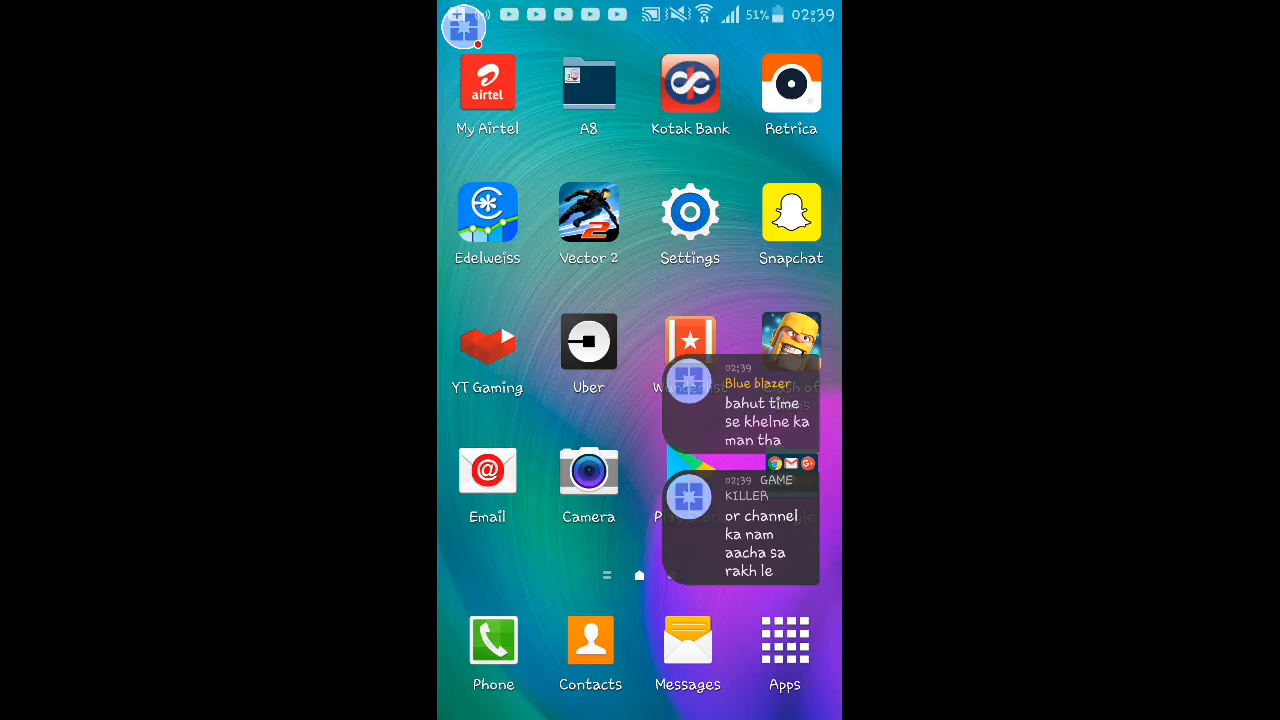 51% 02:39
airtel
My Airtel A8 Kotak Bank Retrica
2
Edelweiss Vector 2 Settings Snapchat
YT Gaming Uber
02:39
Blue blazer
bahut time
se khelne ka
man tha
Email Camera
02:39 GAME
KILLER
or channel
ka nam
aacha sa
rakh le
Phone Contacts Messages Apps